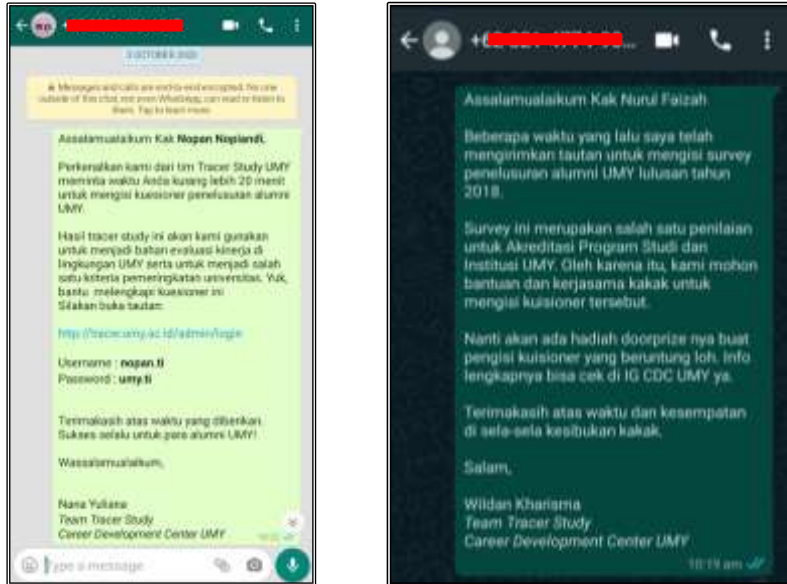 Messages and calls are end-to-end encrypted. No one
outside of this chat, not even WhatsApp, can read or listen to
them. Tap to learn more.
Assalamualaikum Kak Nopan Nopiandi,
Perkenalkan kami dari tim Tracer Study UMY
meminta waktu Anda kurang lebih 20 menit
untuk mengisi kuesioner penelusuran alumni
UMY.
Hasil tracer study ini akan kami gunakan
untuk menjadi bahan evaluasi kinerja di
lingkungan UMY serta untuk menjadi salah
satu kriteria pemeringkatan universitas. Yuk,
bantu melengkapi kuesioner ini
Silakan buka tautan:
http://tracer.umy.ac.id/admin/login
Username : nopan.ti
Password : umy.ti
Terimakasih atas waktu yang diberikan.
Sukses selalu untuk para alumni UMY!
Wassalamualaikum,
Nana Yuliana
Team Tracer Study
Career Development Center UMY
Type a message
Assalamualaikum Kak Nurul Faizah
Beberapa waktu yang lalu saya telah
mengirimkan tautan untuk mengisi survey
penelusuran alumni UMY lulusan tahun
2018.
Survey ini merupakan salah satu penilaian
untuk Akreditasi Program Studi dan
Institusi UMY. Oleh karena itu, kami mohon
bantuan dan kerjasama kakak untuk
mengisi kuisioner tersebut.
Nanti akan ada hadiah doorprize nya buat
pengisi kuisioner yang beruntung loh. Info
lengkapnya bisa cek di IG CDC UMY ya.
Terimakasih atas waktu dan kesempatan
di sela-sela kesibukan kakak.
Salam,
Wildan Kharisma
Team Tracer Study
Career Development Center UMY
10:19 am